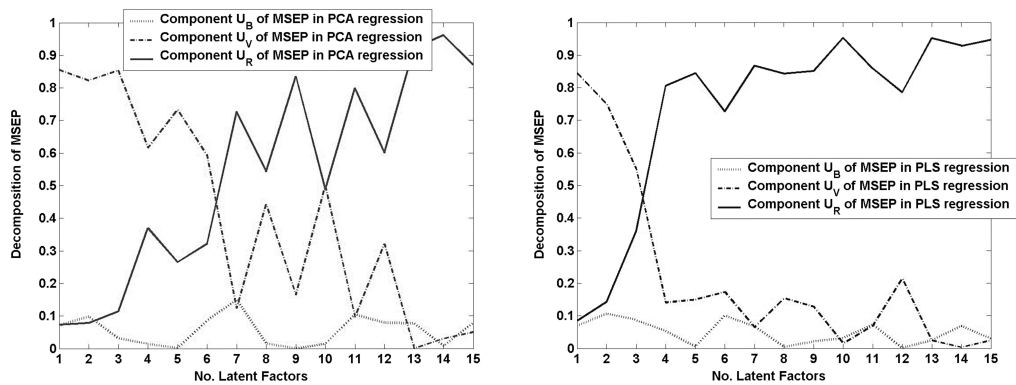 Component U_B of MSEP in PCA regression
Component U_V of MSEP in PCA regression
Component U_R of MSEP in PCA regression
Decomposition of MSEP
1
0.9
0.8
0.7
0.6
0.5
0.4
0.3
0.2
0.1
0
1 2 3 4 5 6 7 8 9 10 11 12 13 14 15
No. Latent Factors
Component U_B of MSEP in PLS regression
Component U_V of MSEP in PLS regression
Component U_R of MSEP in PLS regression
Decomposition of MSEP
1
0.9
0.8
0.7
0.6
0.5
0.4
0.3
0.2
0.1
0
1 2 3 4 5 6 7 8 9 10 11 12 13 14 15
No. Latent Factors